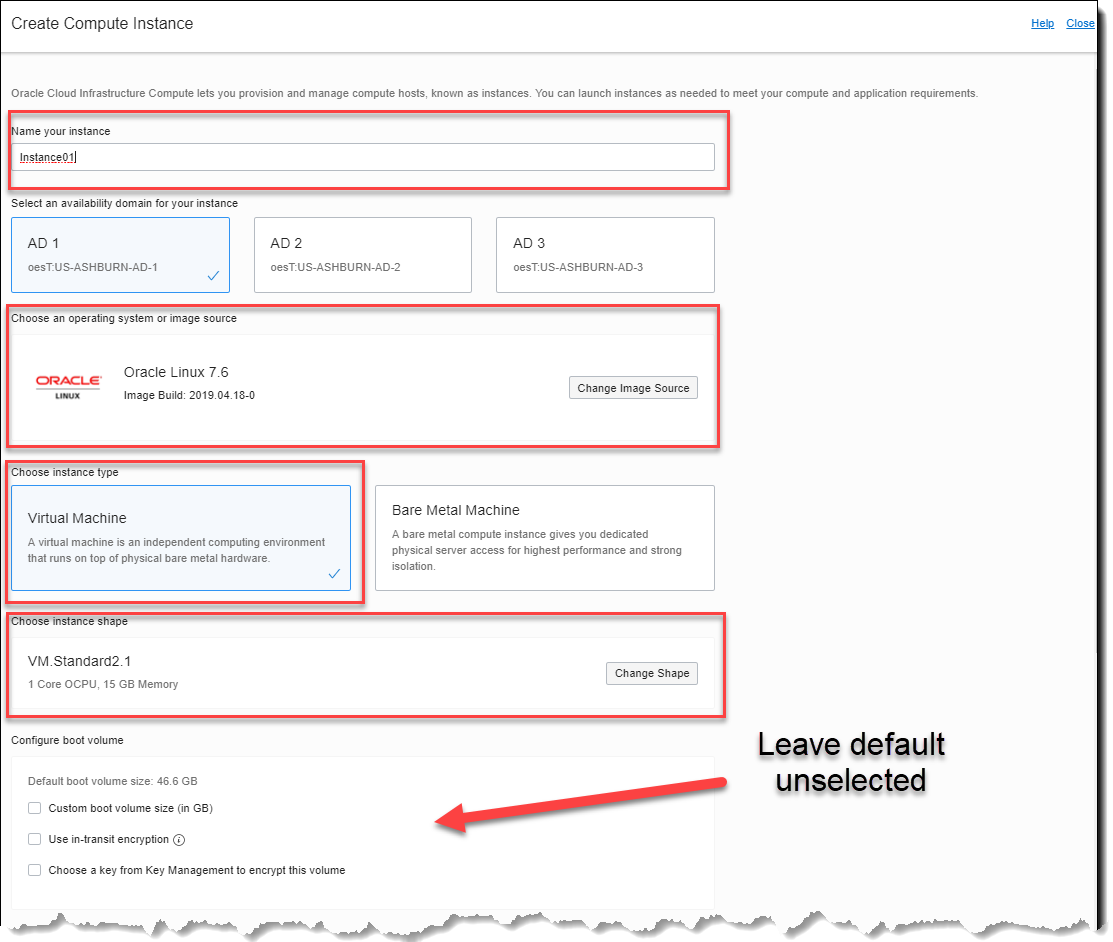 Create Compute Instance
Help Close
Oracle Cloud Infrastructure Compute lets you provision and manage compute hosts, known as instances. You can launch instances as needed to meet your compute and application requirements.
Name your instance
Instance01
Select an availability domain for your instance
AD 1
oesT:US-ASHBURN-AD-1
AD 2
oesT:US-ASHBURN-AD-2
AD 3
oesT:US-ASHBURN-AD-3
Choose an operating system or image source
ORACLE
LINUX
Oracle Linux 7.6
Image Build: 2019.04.18-0
Change Image Source
Choose instance type
Virtual Machine
A virtual machine is an independent computing environment
that runs on top of physical bare metal hardware.
Bare Metal Machine
A bare metal compute instance gives you dedicated
physical server access for highest performance and strong
isolation.
Choose instance shape
VM.Standard2.1
1 Core OCPU, 15 GB Memory
Change Shape
Configure boot volume
Default boot volume size: 46.6 GB
Custom boot volume size (in GB)
Use in-transit encryption
Choose a key from Key Management to encrypt this volume
Leave default
unselected